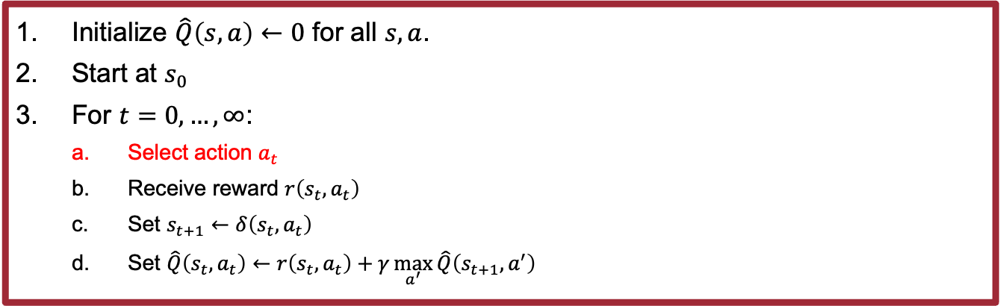 1. Initialize Q̂(s, a) ← 0 for all s, a.
2. Start at s₀
3. For t = 0, ..., ∞:
a. Select action aₜ
b. Receive reward r(sₜ, aₜ)
c. Set sₜ₊₁ ← δ(sₜ, aₜ)
d. Set Q̂(sₜ, aₜ) ← r(sₜ, aₜ) + γ max Q̂(sₜ₊₁, a′)
a′